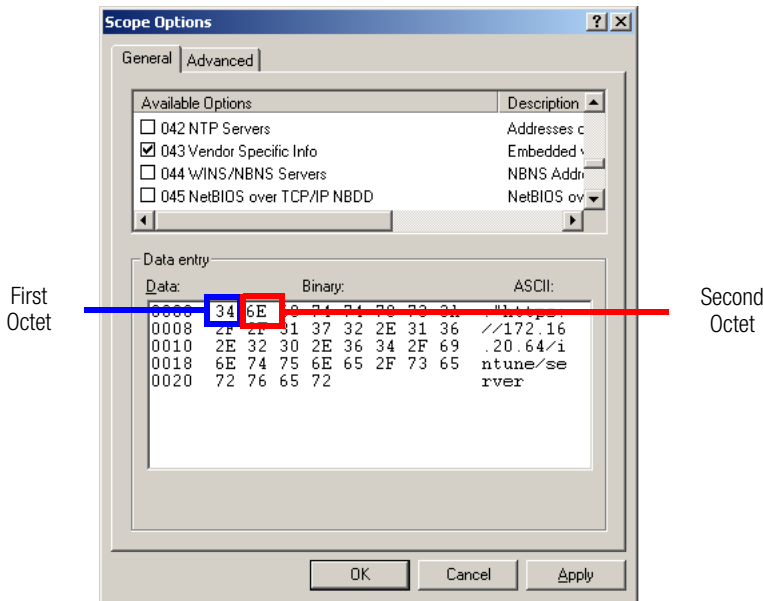 Scope Options
General Advanced
Available Options Description
042 NTP Servers Addresses c
043 Vendor Specific Info Embedded
044 WINS/NBNS Servers NBNS Addr
045 NetBIOS over TCP/IP NBDD NetBIOS ov
Data entry
Data: Binary: ASCII:
First
Octet
34 6E
Second
Octet
0008 2F 2F 31 37 32 2E 31 36 //172.16
0010 2E 32 30 2E 36 34 2F 69 .20.64/i
0018 6E 74 75 6E 65 2F 73 65 ntune/se
0020 72 76 65 72 rver
OK Cancel Apply